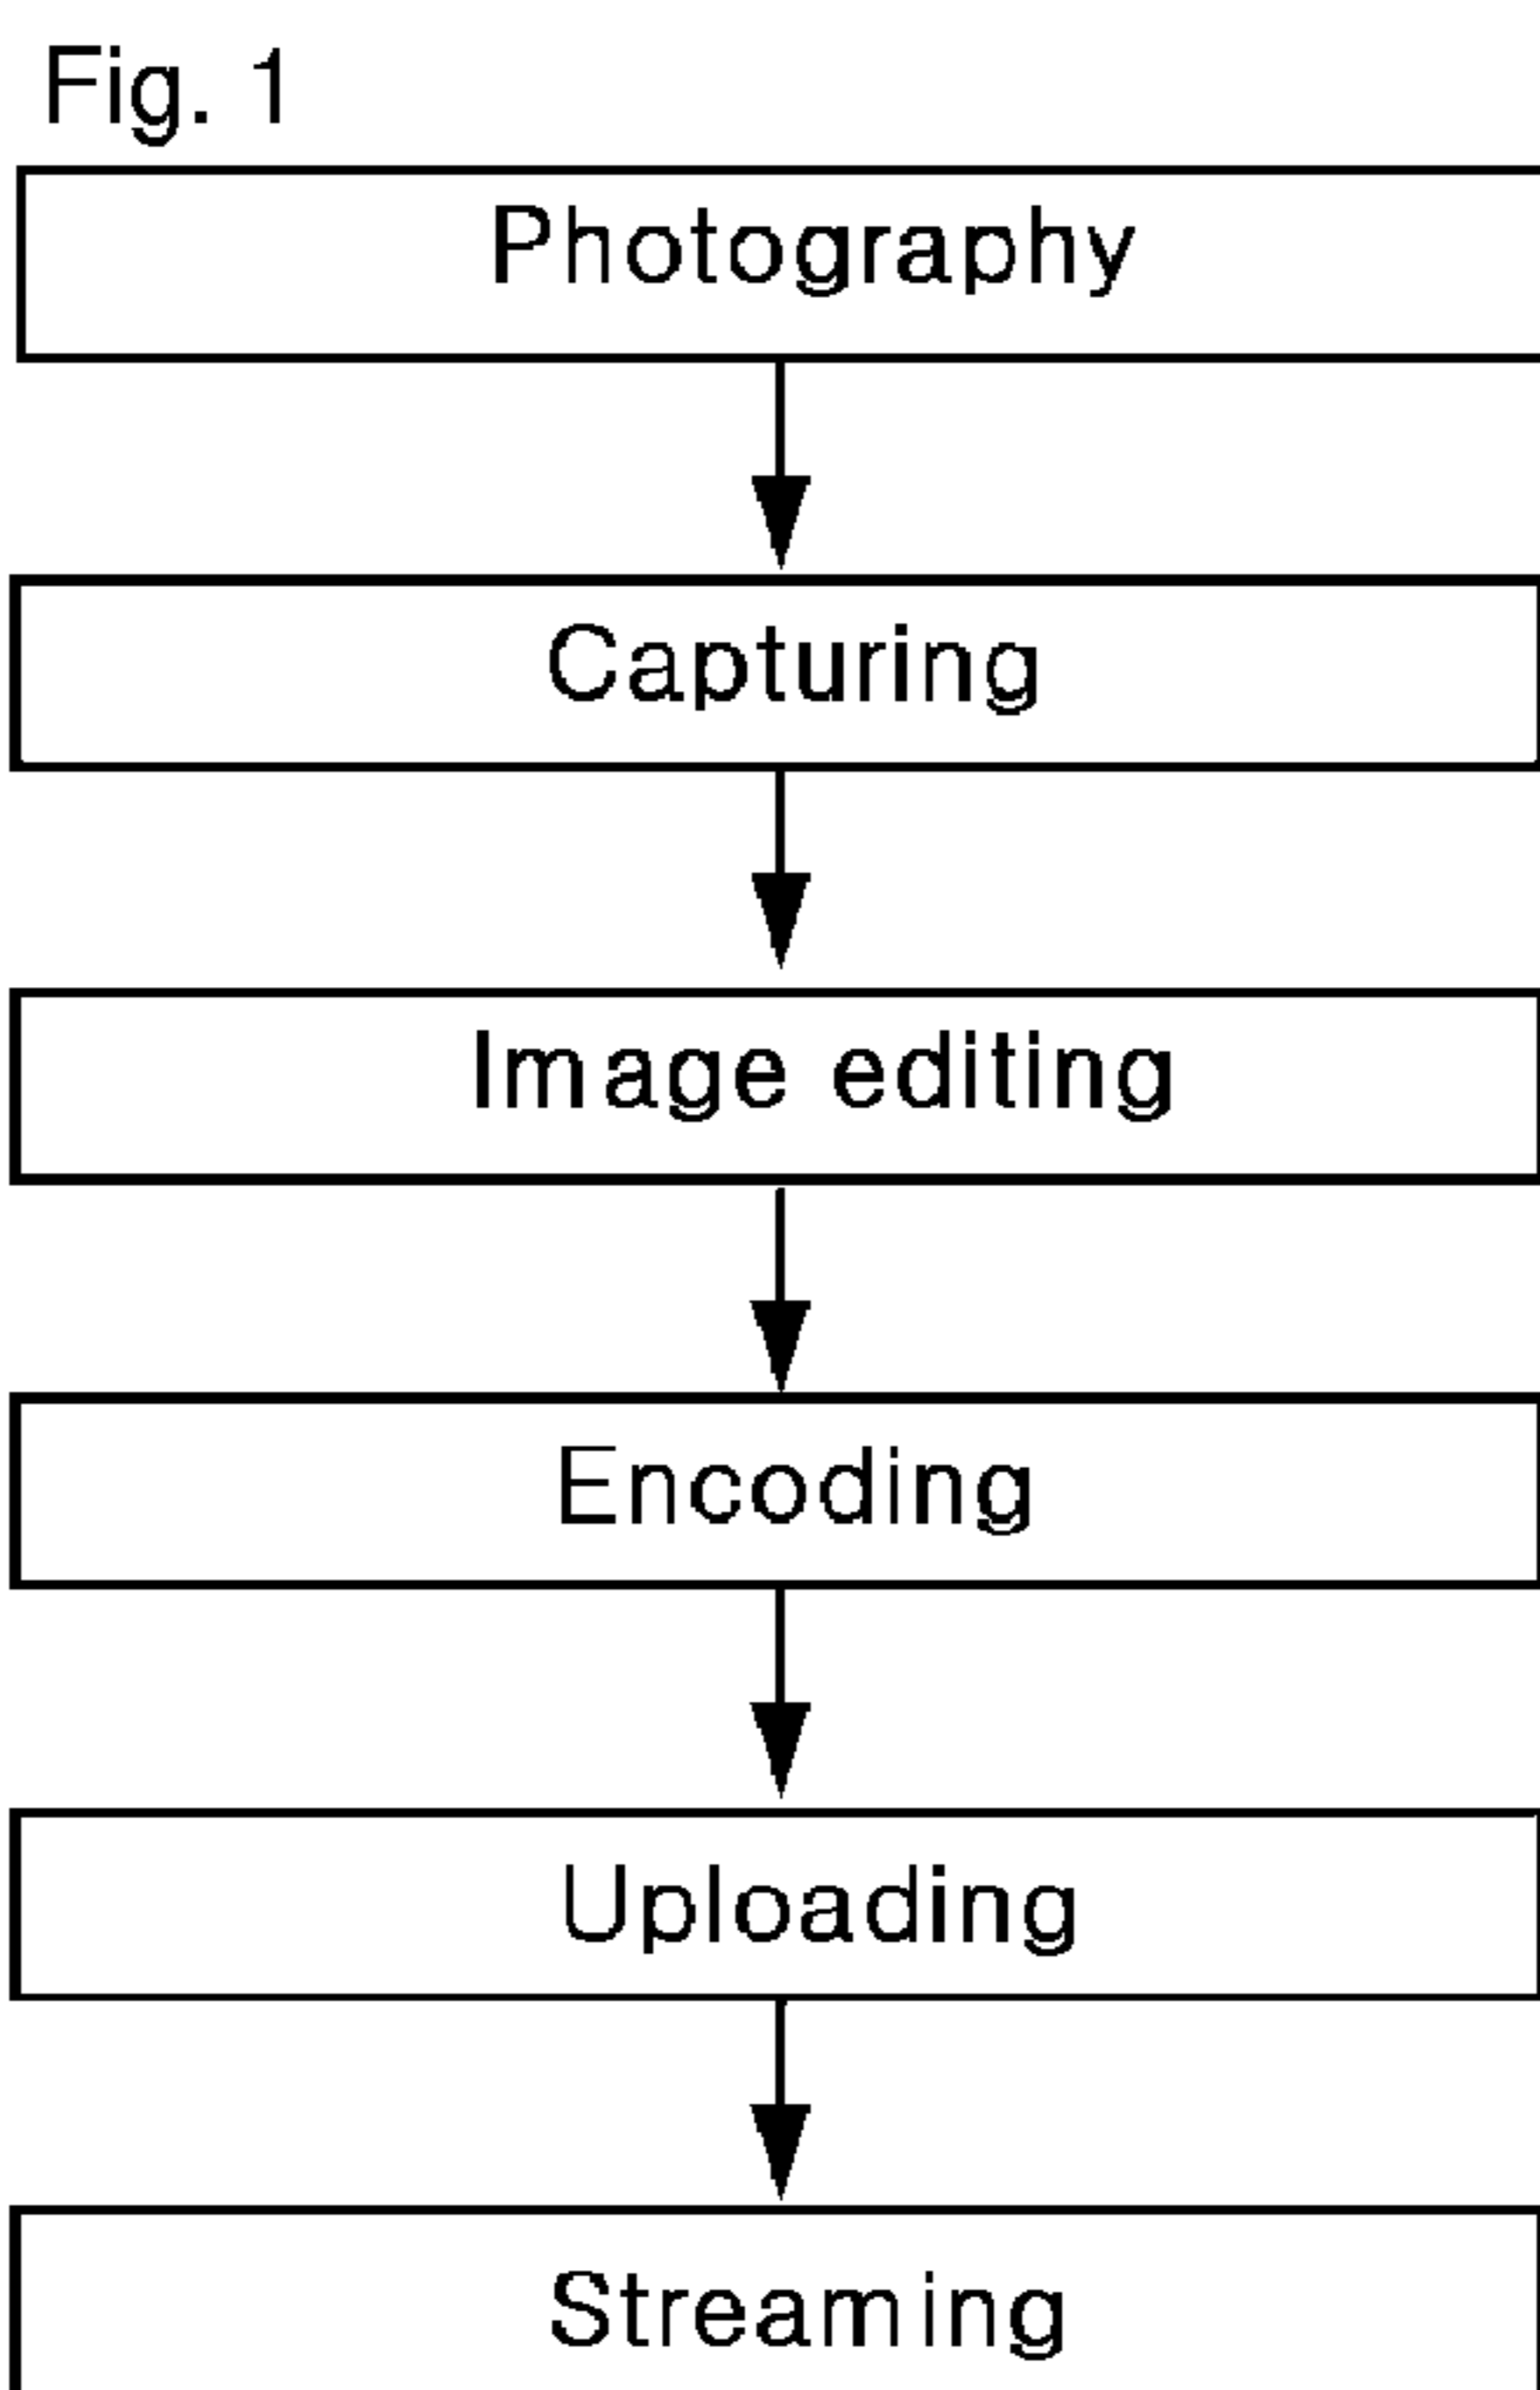 Fig. 1
Photography
Capturing
Image editing
Encoding
Uploading
Streaming